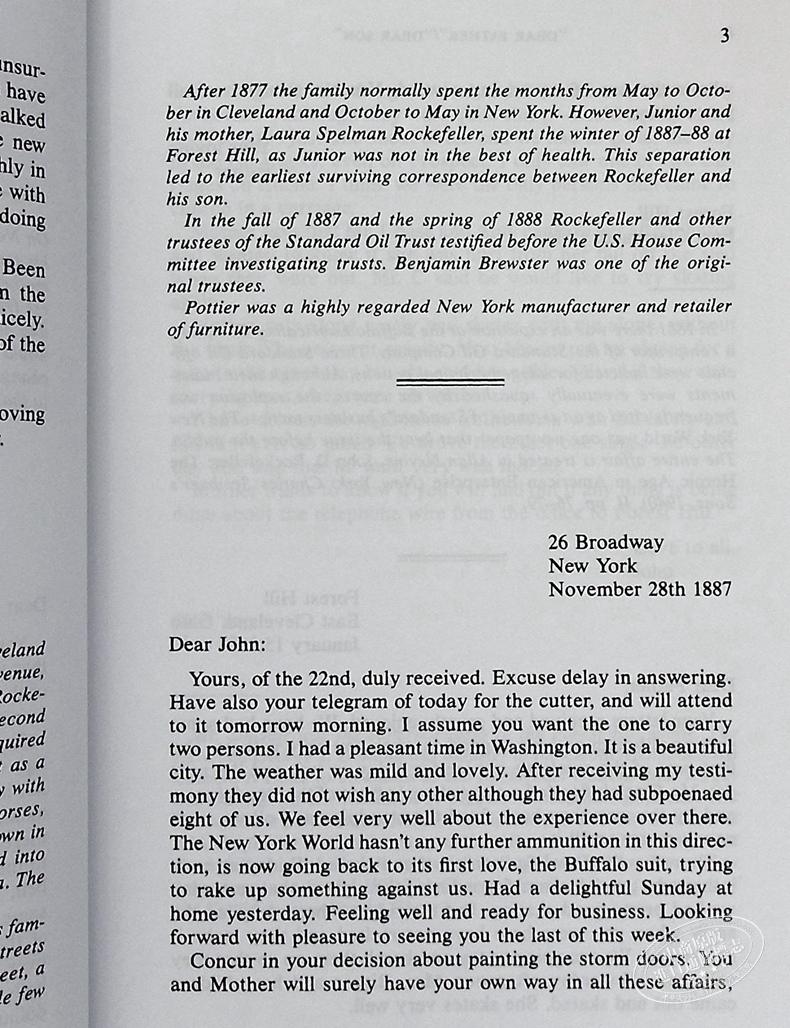 3
After 1877 the family normally spent the months from May to Octo-
ber in Cleveland and October to May in New York. However, Junior and
his mother, Laura Spelman Rockefeller, spent the winter of 1887–88 at
Forest Hill, as Junior was not in the best of health. This separation
led to the earliest surviving correspondence between Rockefeller and
his son.
In the fall of 1887 and the spring of 1888 Rockefeller and other
trustees of the Standard Oil Trust testified before the U.S. House Com-
mittee investigating trusts. Benjamin Brewster was one of the origi-
nal trustees.
Pottier was a highly regarded New York manufacturer and retailer
of furniture.
26 Broadway
New York
November 28th 1887
Dear John:
Yours, of the 22nd, duly received. Excuse delay in answering.
Have also your telegram of today for the cutter, and will attend
to it tomorrow morning. I assume you want the one to carry
two persons. I had a pleasant time in Washington. It is a beautiful
city. The weather was mild and lovely. After receiving my testi-
mony they did not wish any other although they had subpoenaed
eight of us. We feel very well about the experience over there.
The New York World hasn't any further ammunition in this direc-
tion, is now going back to its first love, the Buffalo suit, trying
to rake up something against us. Had a delightful Sunday at
home yesterday. Feeling well and ready for business. Looking
forward with pleasure to seeing you the last of this week.
Concur in your decision about painting the storm doors. You
and Mother will surely have your own way in all these affairs,
have
new
with
doing
Been
the
of the
as a
with
into
The
a
few